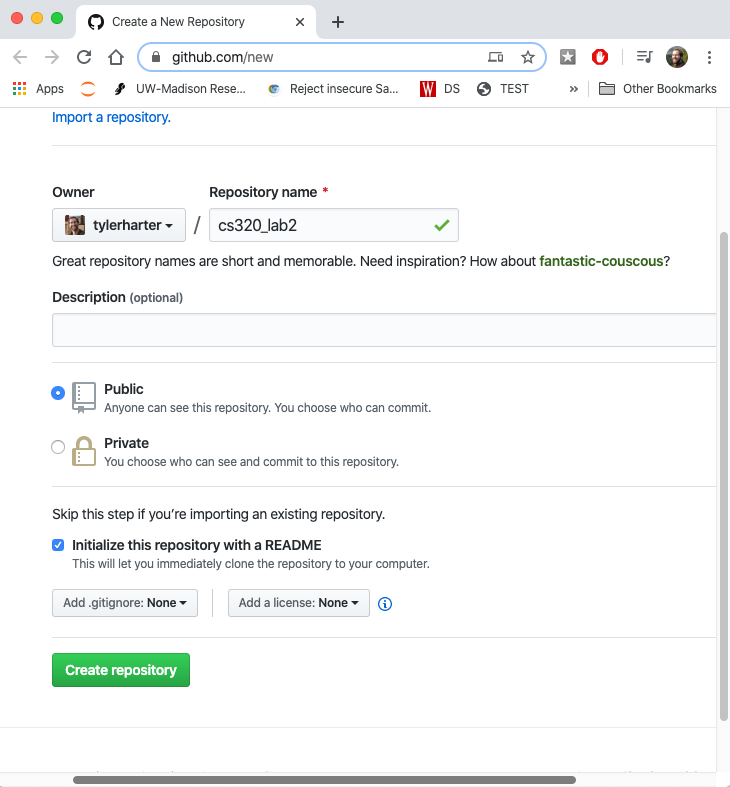 Create a New Repository
github.com/new
Apps
UW-Madison Rese...
Reject insecure Sa...
W DS
TEST
»
Other Bookmarks
Import a repository.
Owner
Repository name *
tylerharter / cs320_lab2
Great repository names are short and memorable. Need inspiration? How about fantastic-couscous?
Description (optional)
Public
Anyone can see this repository. You choose who can commit.
Private
You choose who can see and commit to this repository.
Skip this step if you’re importing an existing repository.
Initialize this repository with a README
This will let you immediately clone the repository to your computer.
Add .gitignore: None
Add a license: None
Create repository